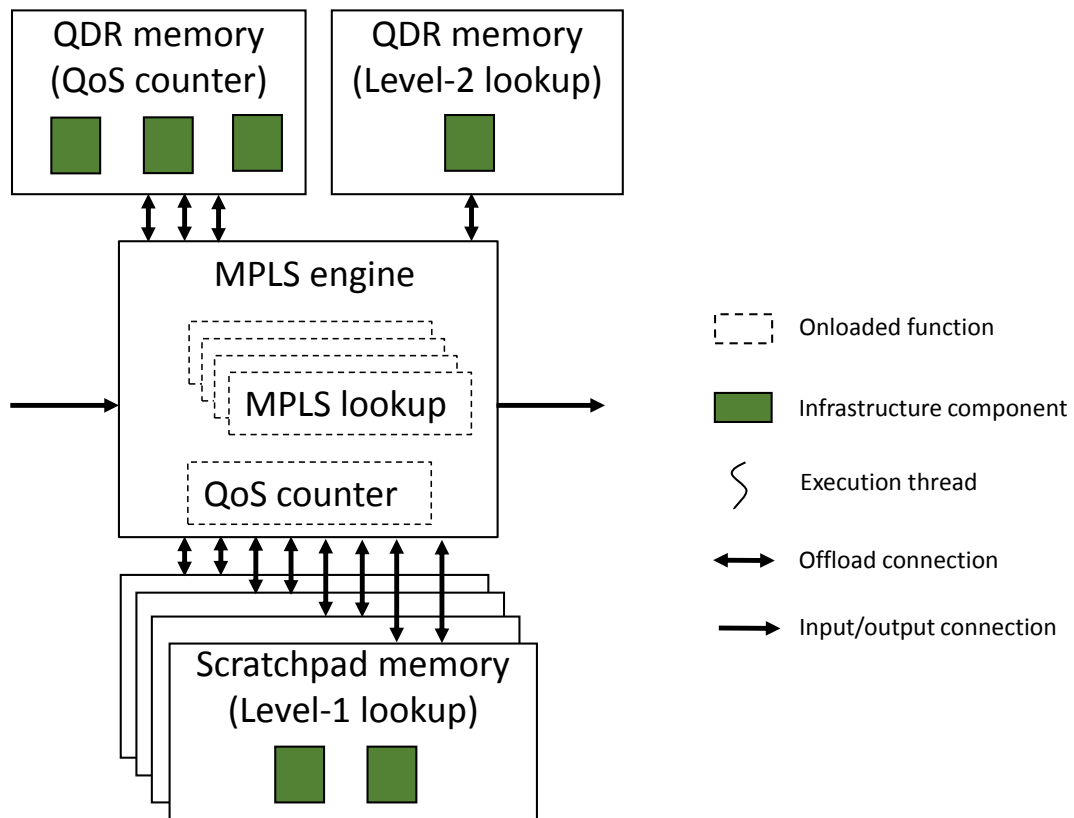 QDR memory
(QoS counter)
QDR memory
(Level-2 lookup)
MPLS engine
MPLS lookup
QoS counter
Scratchpad memory
(Level-1 lookup)
Onloaded function
Infrastructure component
Execution thread
Offload connection
Input/output connection